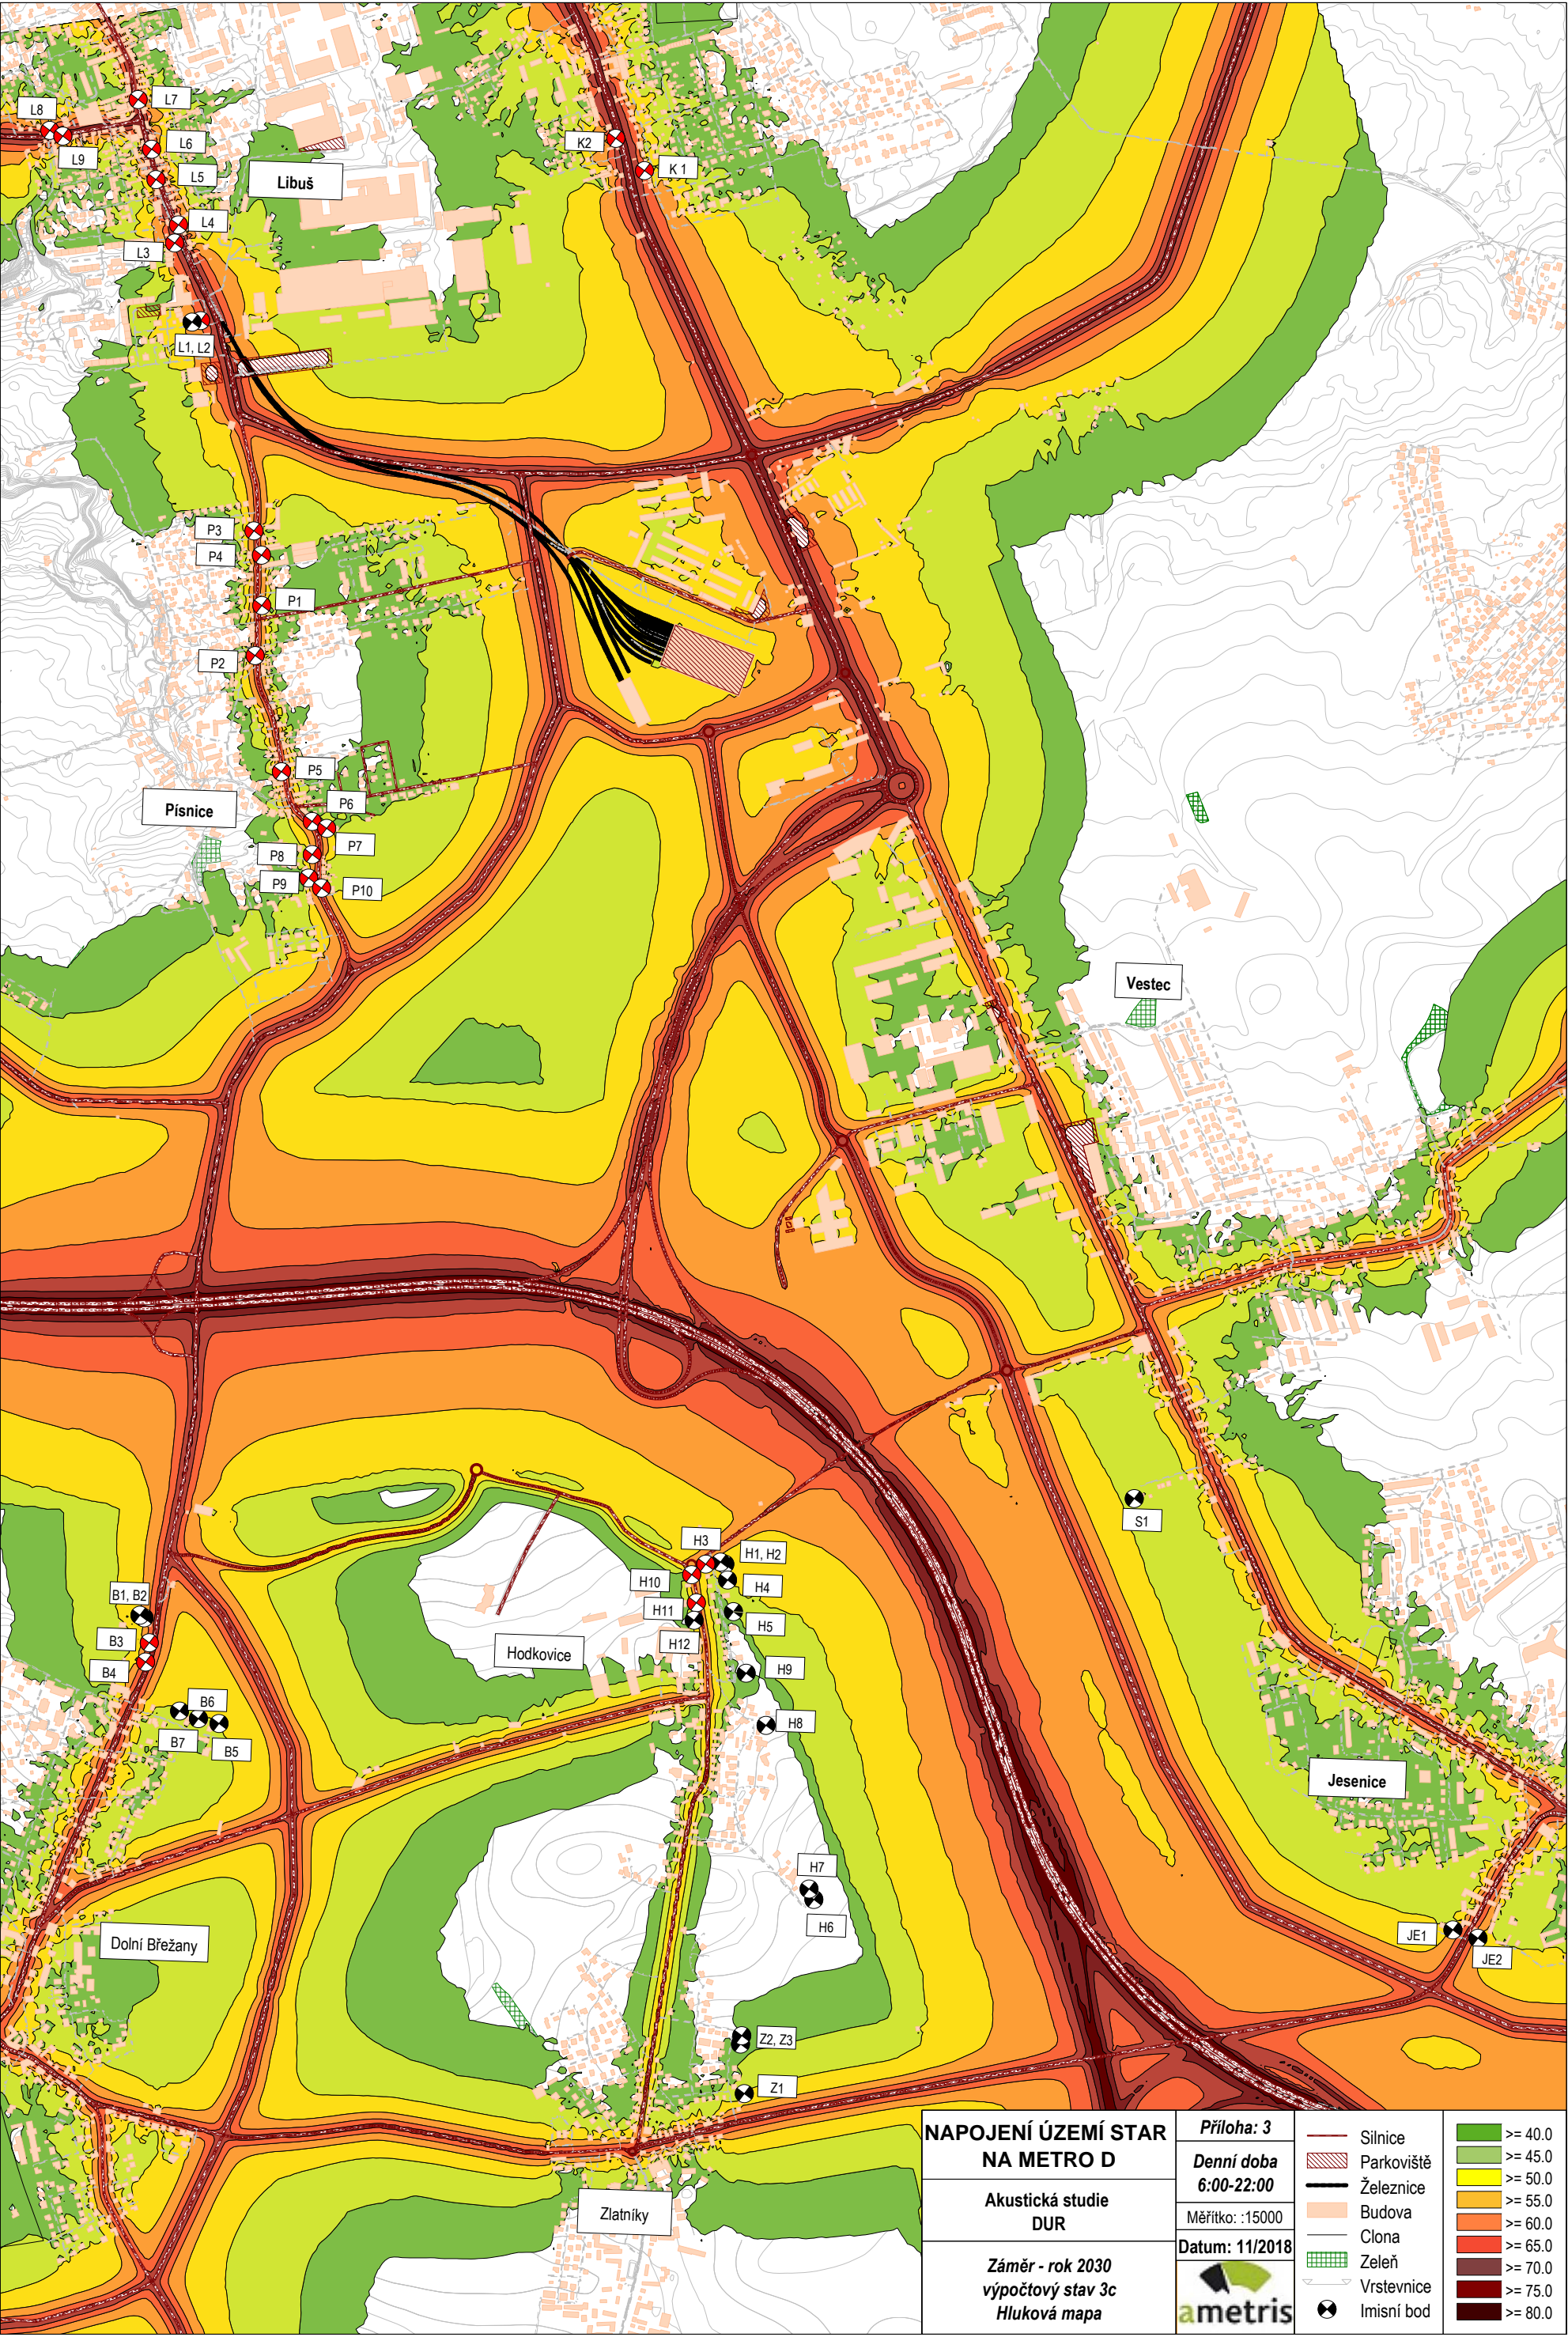 L8
L7
L9
L6
L5
Libuš
L4
L3
L1, L2
K2
K 1
P3
P4
P1
P2
P5
P6
Písnice
P7
P8
P9
P10
Vestec
S1
H3
H1, H2
H10
H4
H11
H5
H12
Hodkovice
H9
H8
B1, B2
B3
B4
B6
B7
B5
Jesenice
H7
H6
JE1
JE2
Dolní Břežany
Z2, Z3
Z1
Zlatníky
NAPOJENÍ ÚZEMÍ STAR
NA METRO D
Akustická studie
DUR
Záměr - rok 2030
výpočtový stav 3c
Hluková mapa
Příloha: 3
Denní doba
6:00-22:00
Měřítko: :15000
Datum: 11/2018
ametris
Silnice
Parkoviště
Železnice
Budova
Clona
Zeleň
Vrstevnice
Imisní bod
>= 40.0
>= 45.0
>= 50.0
>= 55.0
>= 60.0
>= 65.0
>= 70.0
>= 75.0
>= 80.0